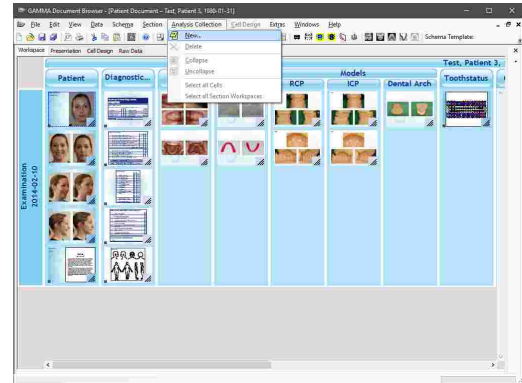 GAMMA Document Browser - [Patient Document - Test, Patient 3, 1980-01-31]
File Edit View Data Scheme Section Analysis Collection Cell Design Extras Windows Help
Schema Template:
Workspace Presentation Cell Design Raw Data
New...
Delete
Collapse
Uncollapse
Select all Cells
Select all Section Workspaces
Test, Patient 3,
Models
Patient Diagnostic... RCP ICP Dental Arch Toothstatus
Examination
2014-02-10